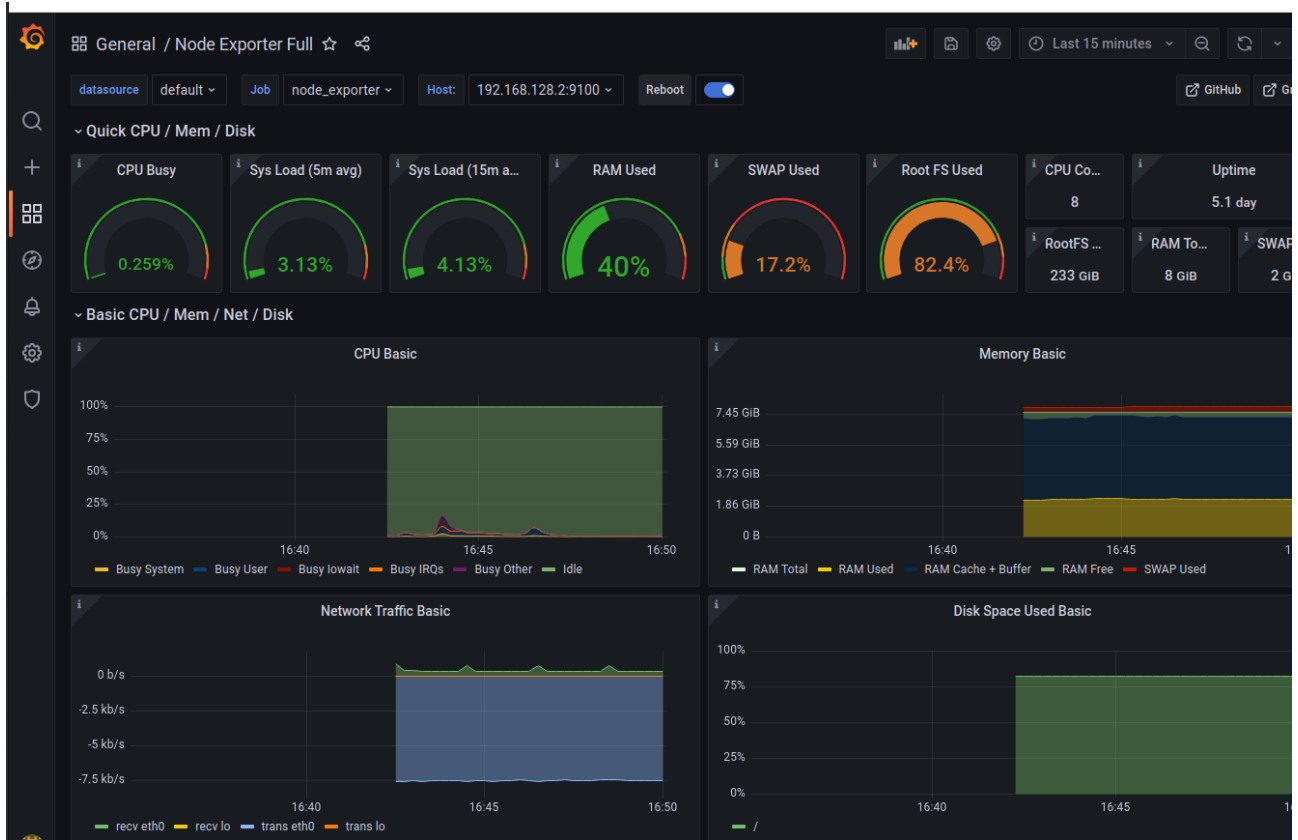 General / Node Exporter Full
Last 15 minutes
datasource default Job node_exporter Host: 192.168.128.2:9100 Reboot GitHub
Quick CPU / Mem / Disk
CPU Busy
0.259%
Sys Load (5m avg)
3.13%
Sys Load (15m a...
4.13%
RAM Used
40%
SWAP Used
17.2%
Root FS Used
82.4%
CPU Co...
8
Uptime
5.1 day
RootFS ...
233 GiB
RAM To...
8 GiB
SWAP
2 G
Basic CPU / Mem / Net / Disk
CPU Basic
100%
75%
50%
25%
0%
16:40 16:45 16:50
Busy System Busy User Busy Iowait Busy IRQs Busy Other Idle
Memory Basic
7.45 GiB
5.59 GiB
3.73 GiB
1.86 GiB
0 B
16:40 16:45
RAM Total RAM Used RAM Cache + Buffer RAM Free SWAP Used
Network Traffic Basic
0 b/s
-2.5 kb/s
-5 kb/s
-7.5 kb/s
16:40 16:45 16:50
recv eth0 recv lo trans eth0 trans lo
Disk Space Used Basic
100%
75%
50%
25%
0%
16:40 16:45
/